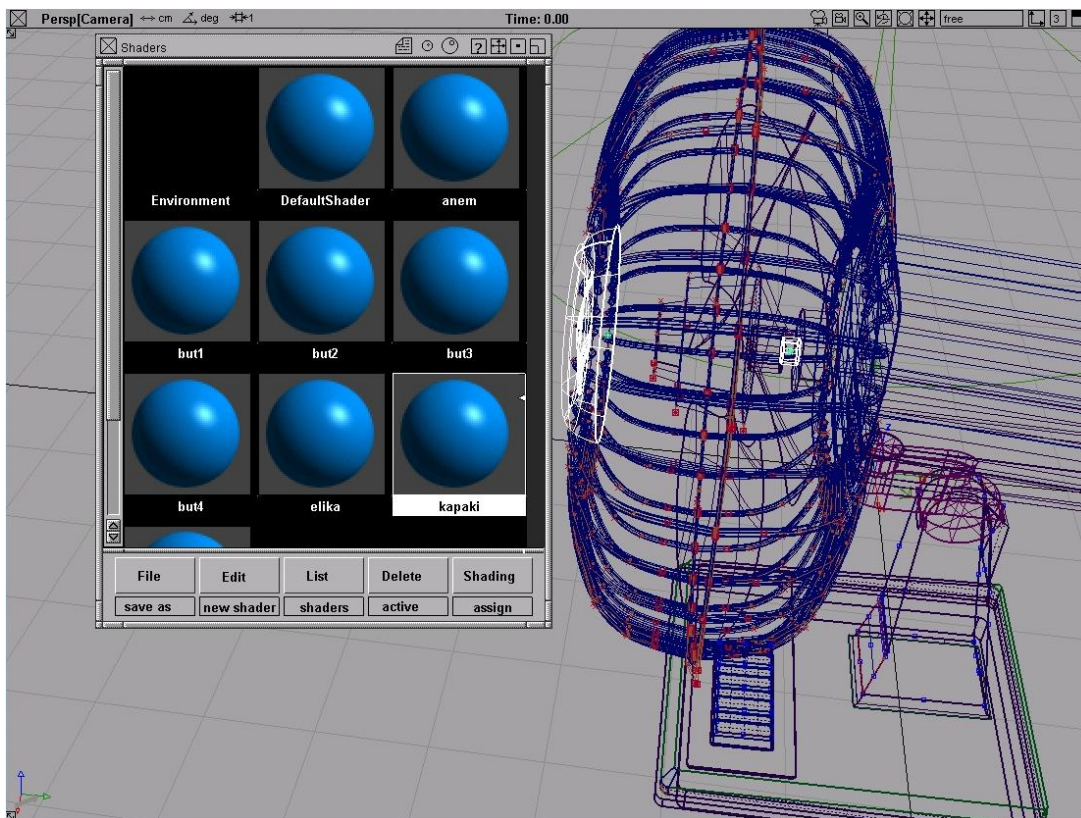 Persp[Camera] cm deg 1 Time: 0.00 free 3
Shaders ?
Environment DefaultShader anem
but1 but2 but3
but4 elika kapaki
File Edit List Delete Shading
save as new shader shaders active assign